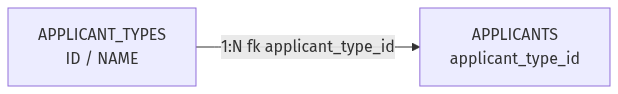 APPLICANT_TYPES
ID / NAME
1:N fk applicant_type_id
APPLICANTS
applicant_type_id